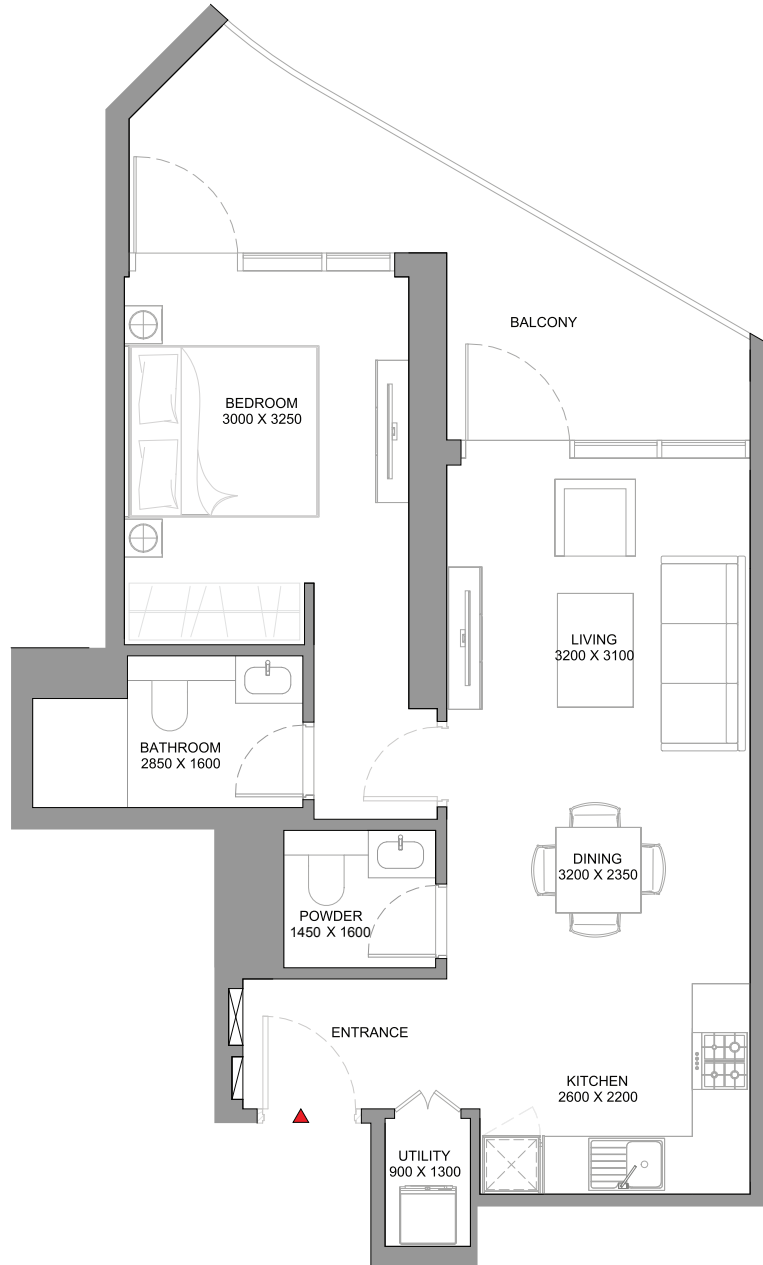 BALCONY
BEDROOM
3000 X 3250
LIVING
3200 X 3100
BATHROOM
2850 X 1600
DINING
3200 X 2350
POWDER
1450 X 1600
ENTRANCE
KITCHEN
2600 X 2200
UTILITY
900 X 1300